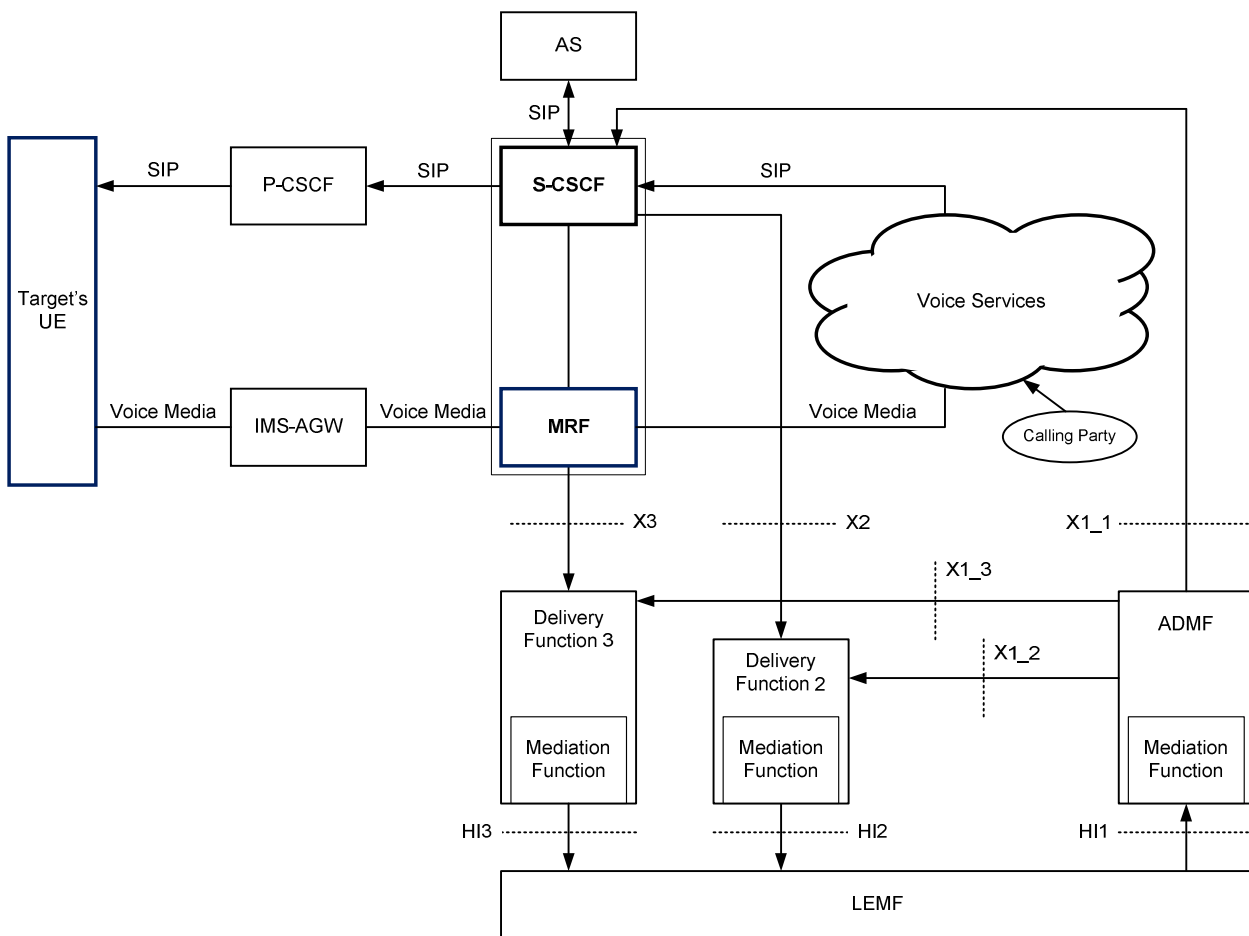 AS
SIP
SIP
P-CSCF
SIP
S-CSCF
SIP
Target's
UE
Voice Services
Voice Media
IMS-AGW
Voice Media
MRF
Voice Media
Calling Party
X3
X2
X1_1
X1_3
Delivery
Function 3
ADMF
X1_2
Delivery
Function 2
Mediation
Function
Mediation
Function
Mediation
Function
HI3
HI2
HI1
LEMF